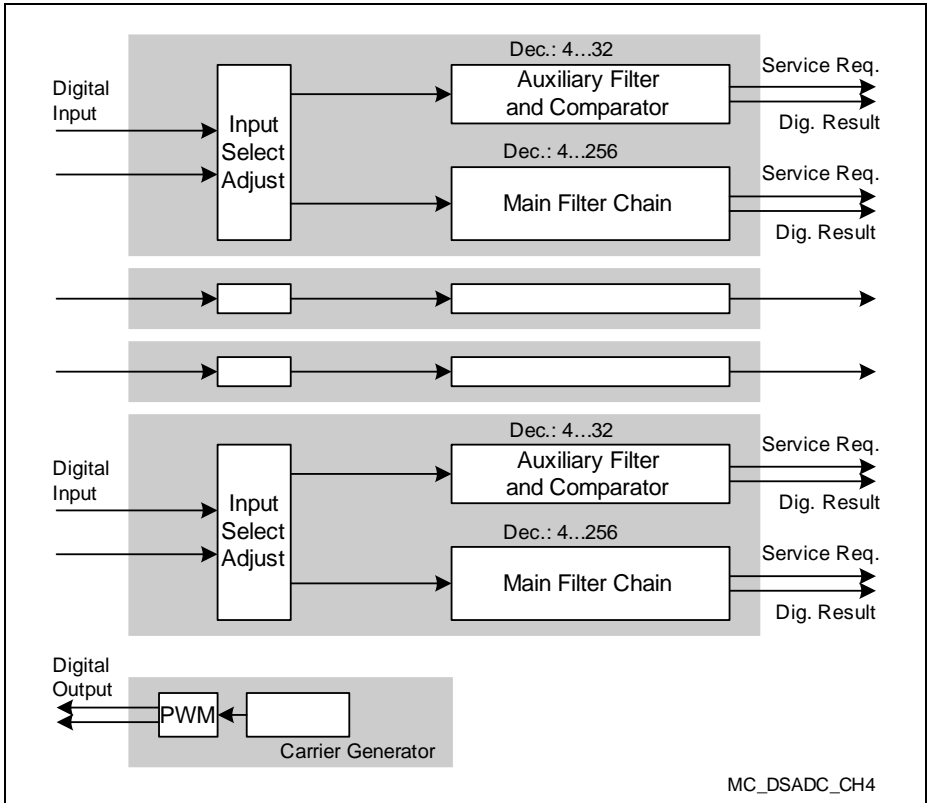 Dec.: 4...32
Digital
Input
Input
Select
Adjust
Auxiliary Filter
and Comparator
Service Req.
Dig. Result
Dec.: 4...256
Main Filter Chain
Service Req.
Dig. Result
Dec.: 4...32
Digital
Input
Input
Select
Adjust
Auxiliary Filter
and Comparator
Service Req.
Dig. Result
Dec.: 4...256
Main Filter Chain
Service Req.
Dig. Result
Digital
Output
PWM
Carrier Generator
MC_DSADC_CH4